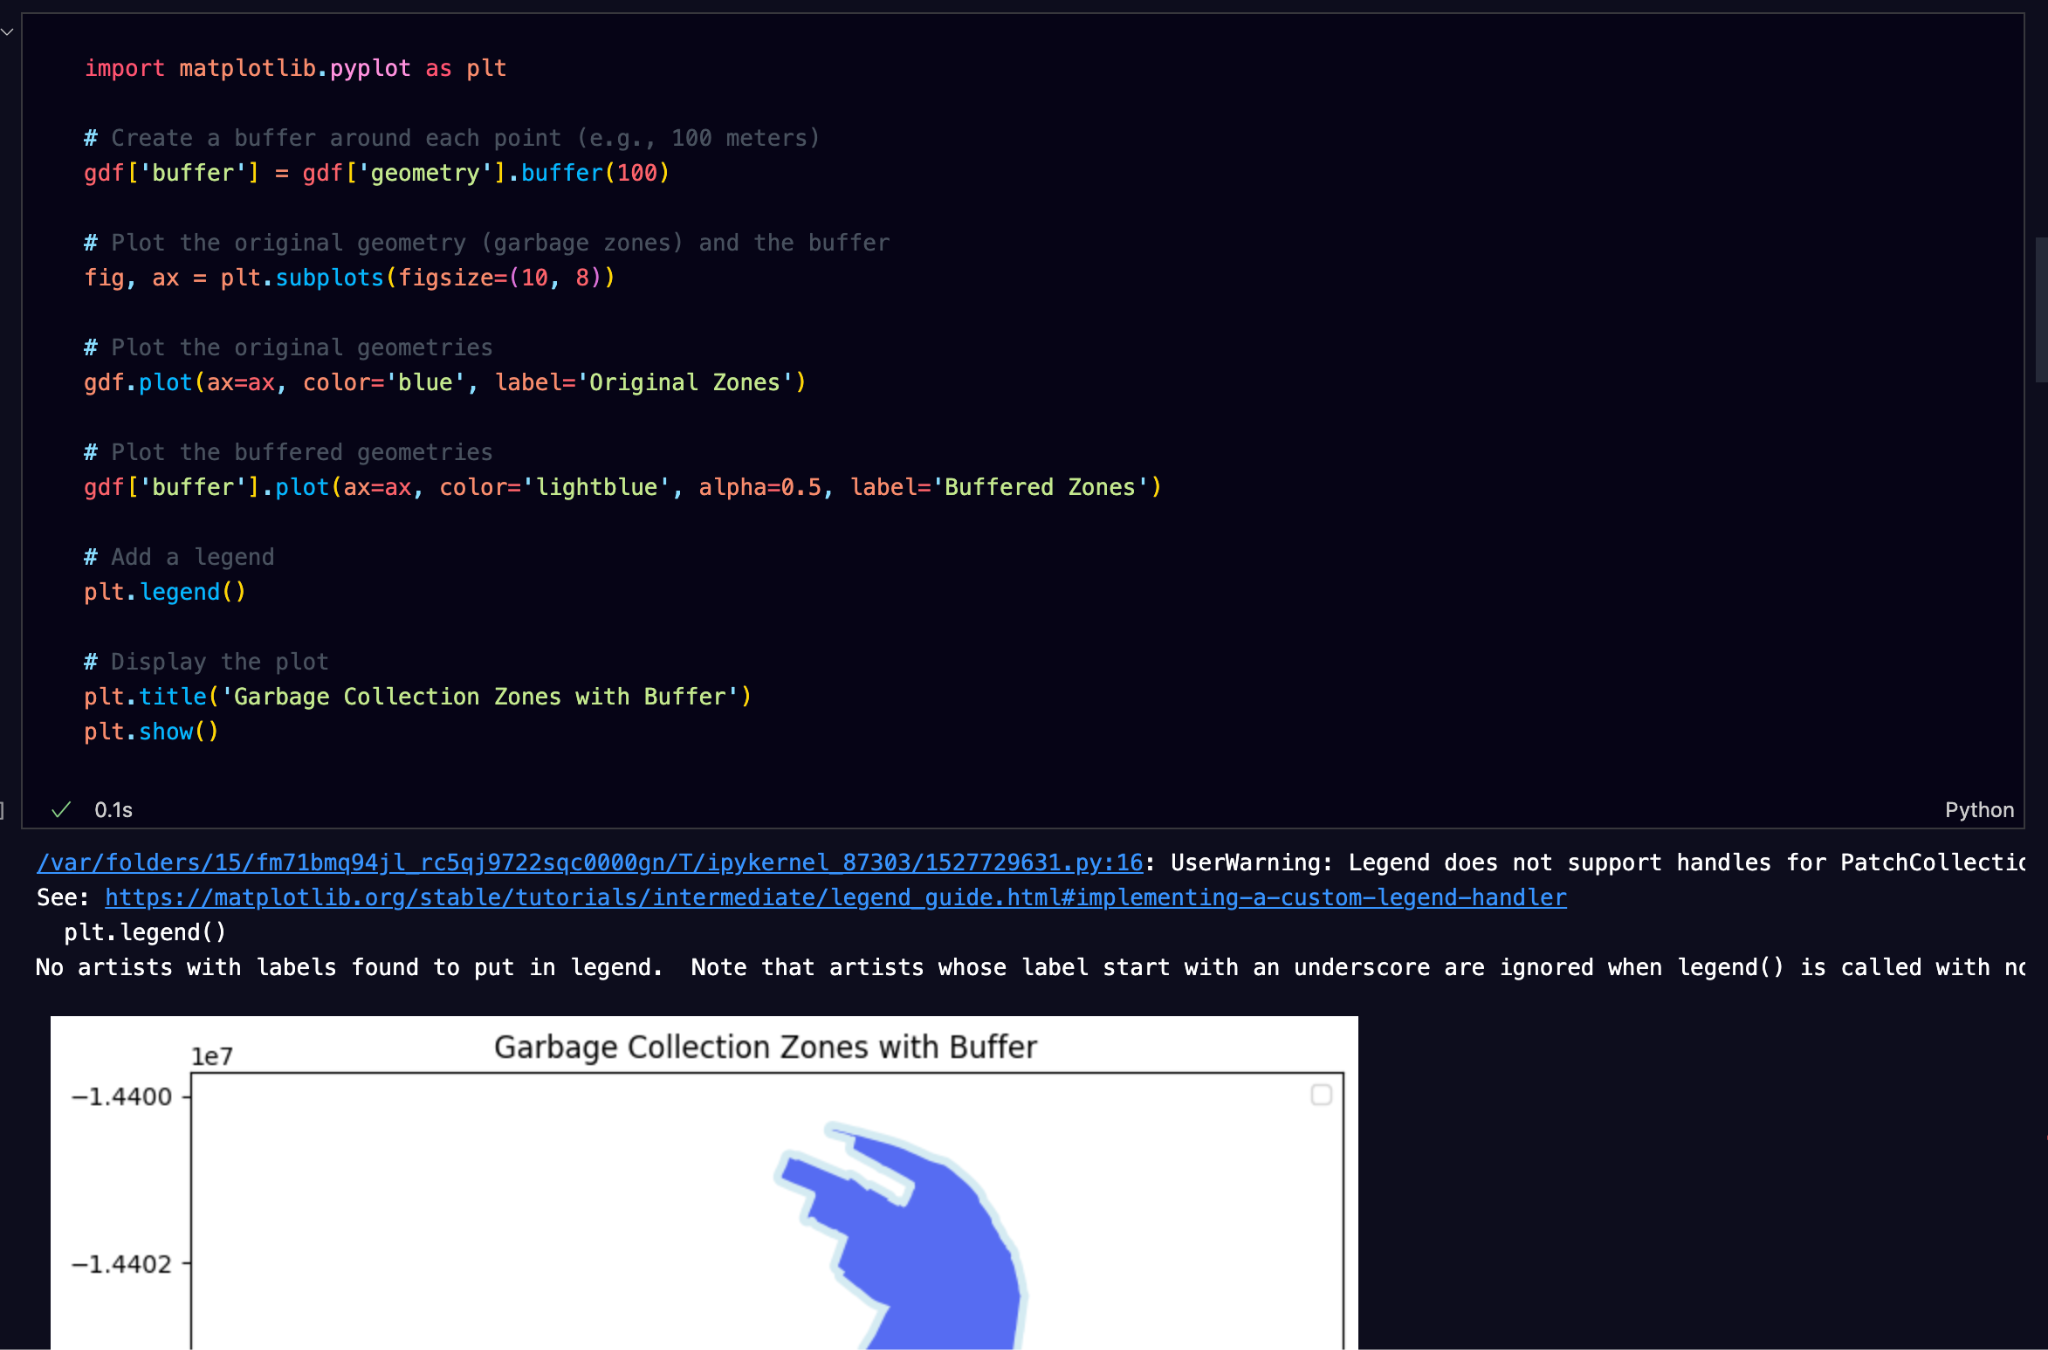 import matplotlib.pyplot as plt
# Create a buffer around each point (e.g., 100 meters)
gdf['buffer'] = gdf['geometry'].buffer(100)
# Plot the original geometry (garbage zones) and the buffer
fig, ax = plt.subplots(figsize=(10, 8))
# Plot the original geometries
gdf.plot(ax=ax, color='blue', label='Original Zones')
# Plot the buffered geometries
gdf['buffer'].plot(ax=ax, color='lightblue', alpha=0.5, label='Buffered Zones')
# Add a legend
plt.legend()
# Display the plot
plt.title('Garbage Collection Zones with Buffer')
plt.show()
] 0.1s Python
/var/folders/15/fm71bmq94jl_rc5qj9722sqc0000gn/T/ipykernel_87303/1527729631.py:16: UserWarning: Legend does not support handles for PatchCollectio
See: https://matplotlib.org/stable/tutorials/intermediate/legend_guide.html#implementing-a-custom-legend-handler
plt.legend()
No artists with labels found to put in legend.  Note that artists whose label start with an underscore are ignored when legend() is called with no
Garbage Collection Zones with Buffer
1e7
−1.4400
−1.4402